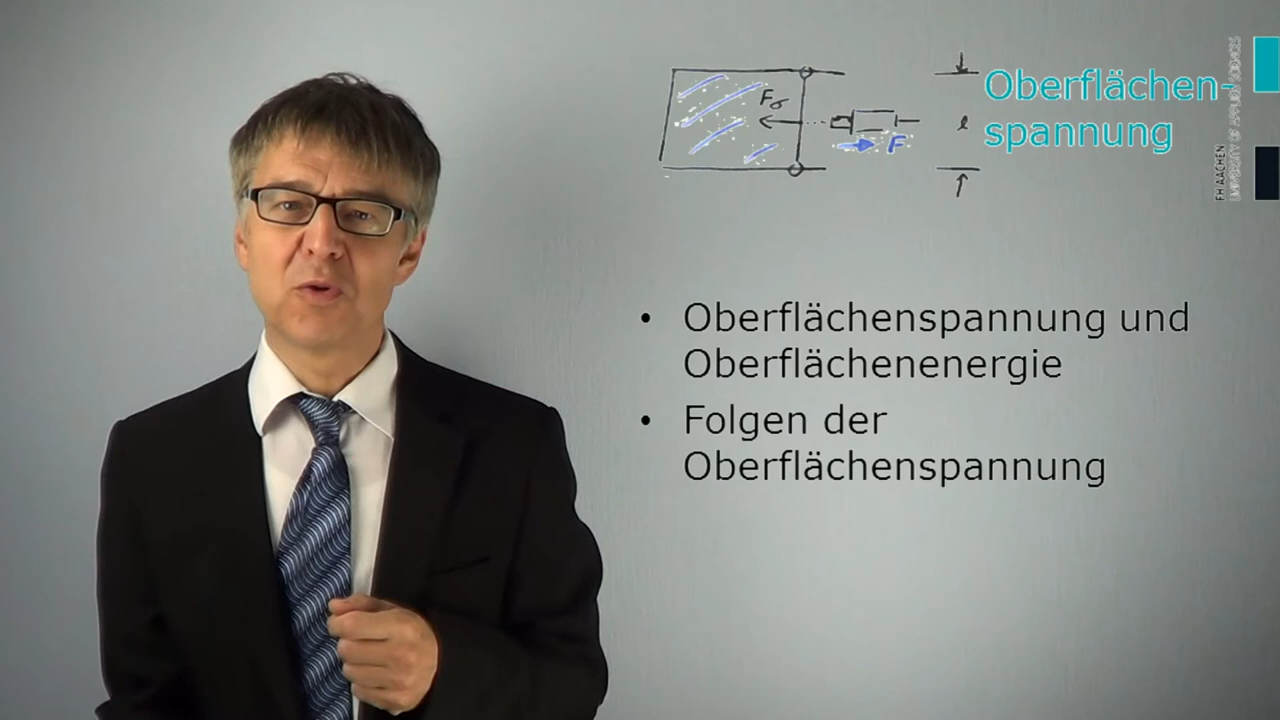 Oberflächen-
spannung
Fσ
F
l
FH AACHEN
UNIVERSITY OF APPLIED SCIENCES
• Oberflächenspannung und
Oberflächenenergie
• Folgen der
Oberflächenspannung